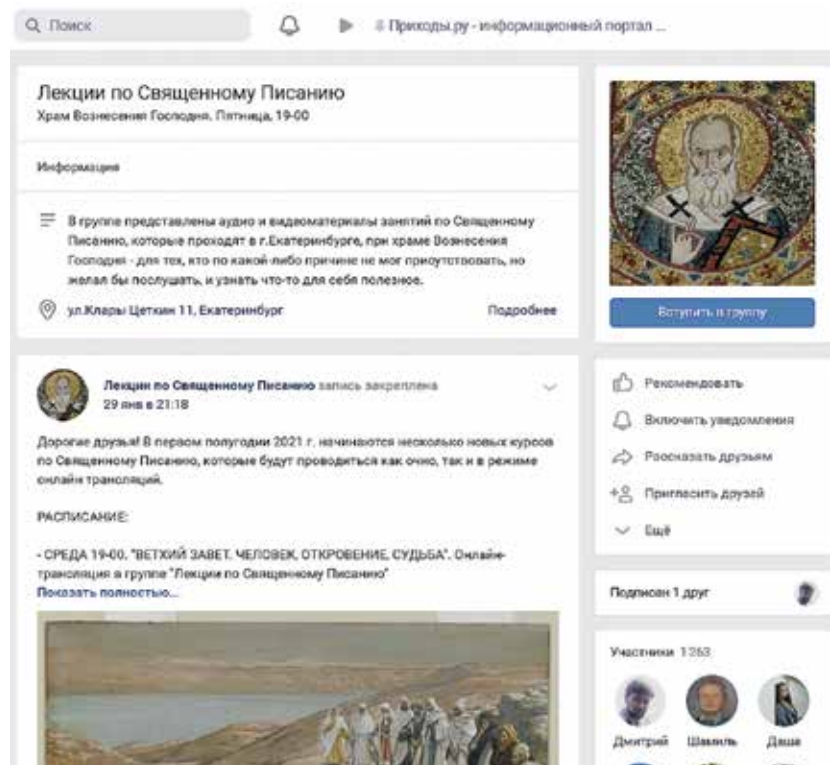 Поиск
Приходы.ру - информационный портал ...
Лекции по Священному Писанию
Храм Вознесения Господня. Пятница, 19-00
Информация
В группе представлены аудио и видеоматериалы занятий по Священному
Писанию, которые проходят в г.Екатеринбурге, при храме Вознесения
Господня - для тех, кто по какой-либо причине не мог присутствовать, но
желал бы послушать, и узнать что-то для себя полезное.
ул.Клары Цеткин 11, Екатеринбург
Подробнее
Вступить в группу
Лекции по Священному Писанию запись закреплена
29 янв в 21:18
Дорогие друзья! В первом полугодии 2021 г. начинаются несколько новых курсов
по Священному Писанию, которые будут проводиться как очно, так и в режиме
онлайн трансляций.
РАСПИСАНИЕ:
- СРЕДА 19-00. "ВЕТХИЙ ЗАВЕТ. ЧЕЛОВЕК, ОТКРОВЕНИЕ, СУДЬБА". Онлайн-
трансляция в группе "Лекции по Священному Писанию"
Показать полностью...
Рекомендовать
Включить уведомления
Рассказать друзьям
Пригласить друзей
Ещё
Подписан 1 друг
Участники 1 263
Дмитрий Шамиль Даша